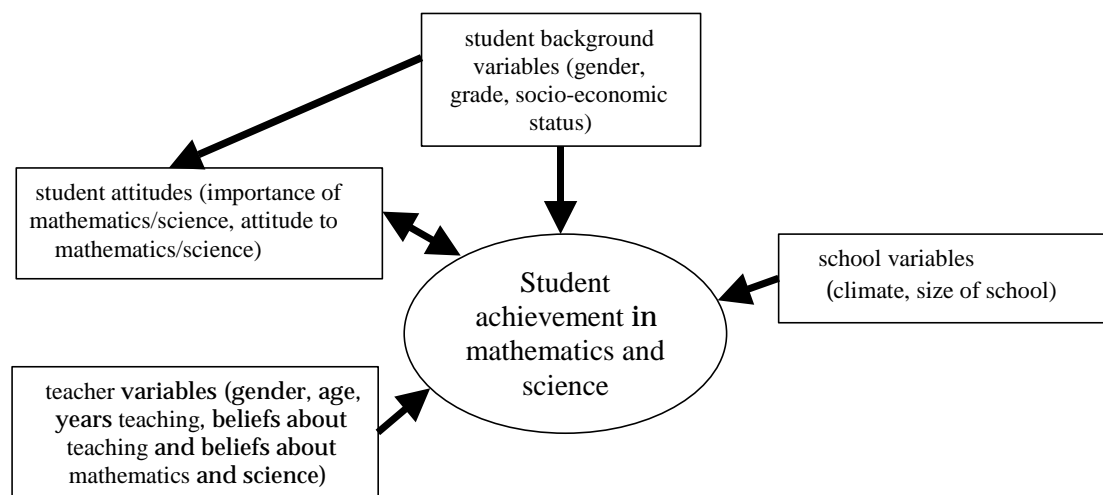 student background
variables (gender,
grade, socio-economic
status)
student attitudes (importance of
mathematics/science, attitude to
mathematics/science)
Student
achievement in
mathematics and
science
school variables
(climate, size of school)
teacher variables (gender, age,
years teaching, beliefs about
teaching and beliefs about
mathematics and science)